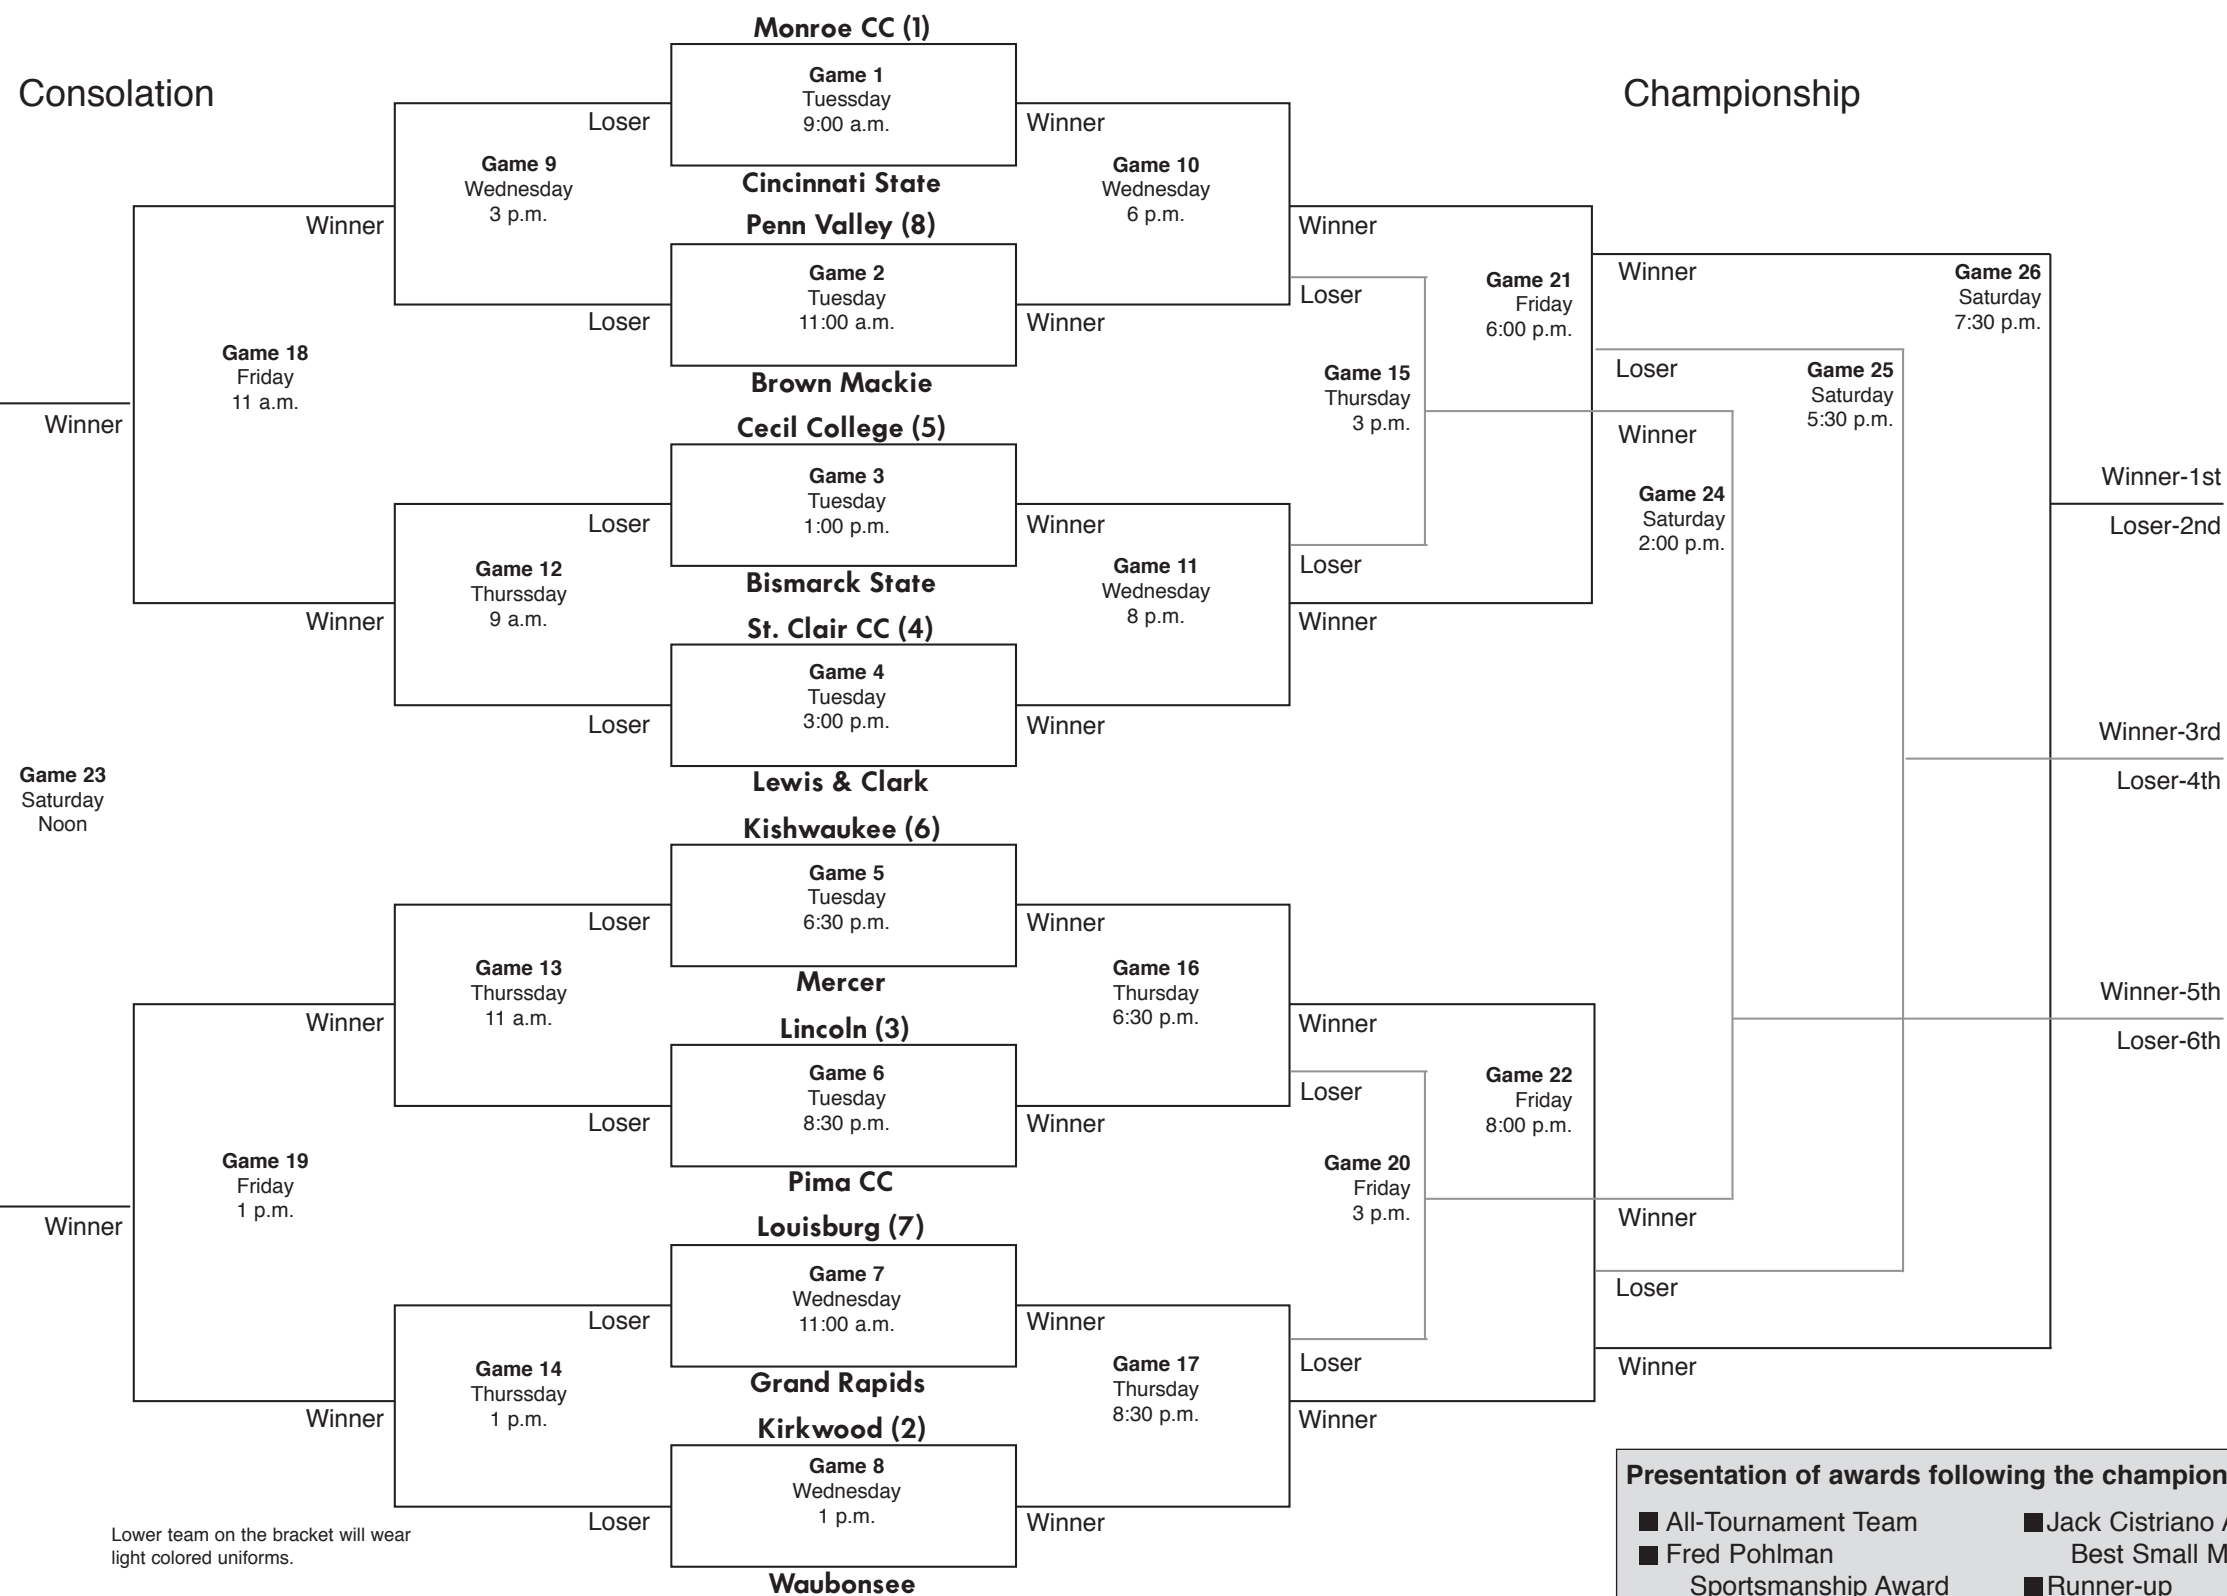 Consolation
Championship
Monroe CC (1)
Game 1
Tuessday
9:00 a.m.
Loser
Winner
Cincinnati State
Game 9
Wednesday
3 p.m.
Game 10
Wednesday
6 p.m.
Penn Valley (8)
Game 2
Tuesday
11:00 a.m.
Loser
Winner
Brown Mackie
Winner
Winner
Loser
Game 18
Friday
11 a.m.
Winner
Cecil College (5)
Game 3
Tuesday
1:00 p.m.
Loser
Winner
Bismarck State
Game 12
Thurssday
9 a.m.
Game 11
Wednesday
8 p.m.
St. Clair CC (4)
Game 4
Tuesday
3:00 p.m.
Loser
Winner
Lewis & Clark
Winner
Loser
Winner
Game 15
Thursday
3 p.m.
Game 21
Friday
6:00 p.m.
Winner
Loser
Winner
Game 26
Saturday
7:30 p.m.
Game 25
Saturday
5:30 p.m.
Game 24
Saturday
2:00 p.m.
Winner-1st
Loser-2nd
Winner-3rd
Loser-4th
Winner-5th
Loser-6th
Game 23
Saturday
Noon
Kishwaukee (6)
Game 5
Tuesday
6:30 p.m.
Loser
Winner
Mercer
Game 13
Thurssday
11 a.m.
Game 16
Thursday
6:30 p.m.
Lincoln (3)
Game 6
Tuesday
8:30 p.m.
Loser
Winner
Pima CC
Winner
Winner
Loser
Game 19
Friday
1 p.m.
Winner
Game 20
Friday
3 p.m.
Game 22
Friday
8:00 p.m.
Louisburg (7)
Game 7
Wednesday
11:00 a.m.
Loser
Winner
Grand Rapids
Game 14
Thurssday
1 p.m.
Game 17
Thursday
8:30 p.m.
Kirkwood (2)
Game 8
Wednesday
1 p.m.
Loser
Winner
Waubonsee
Winner
Loser
Winner
Winner
Loser
Winner
Lower team on the bracket will wear
light colored uniforms.
Presentation of awards following the champion
■ All-Tournament Team
■ Fred Pohlman
Sportsmanship Award
■ Jack Cistriano A
Best Small M
■ Runner-up